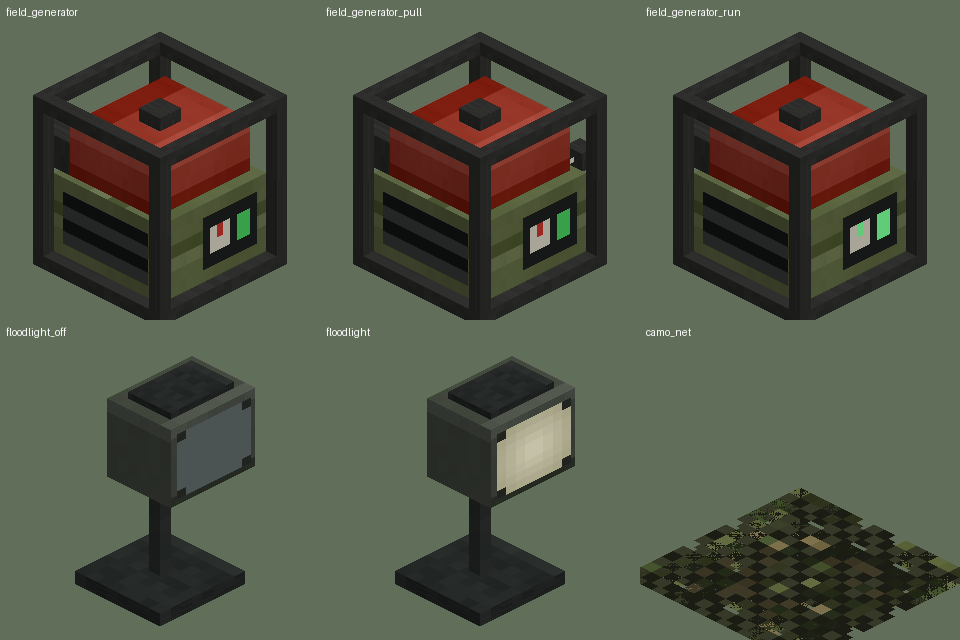 field_generator
field_generator_pull
field_generator_run
floodlight_off
floodlight
camo_net